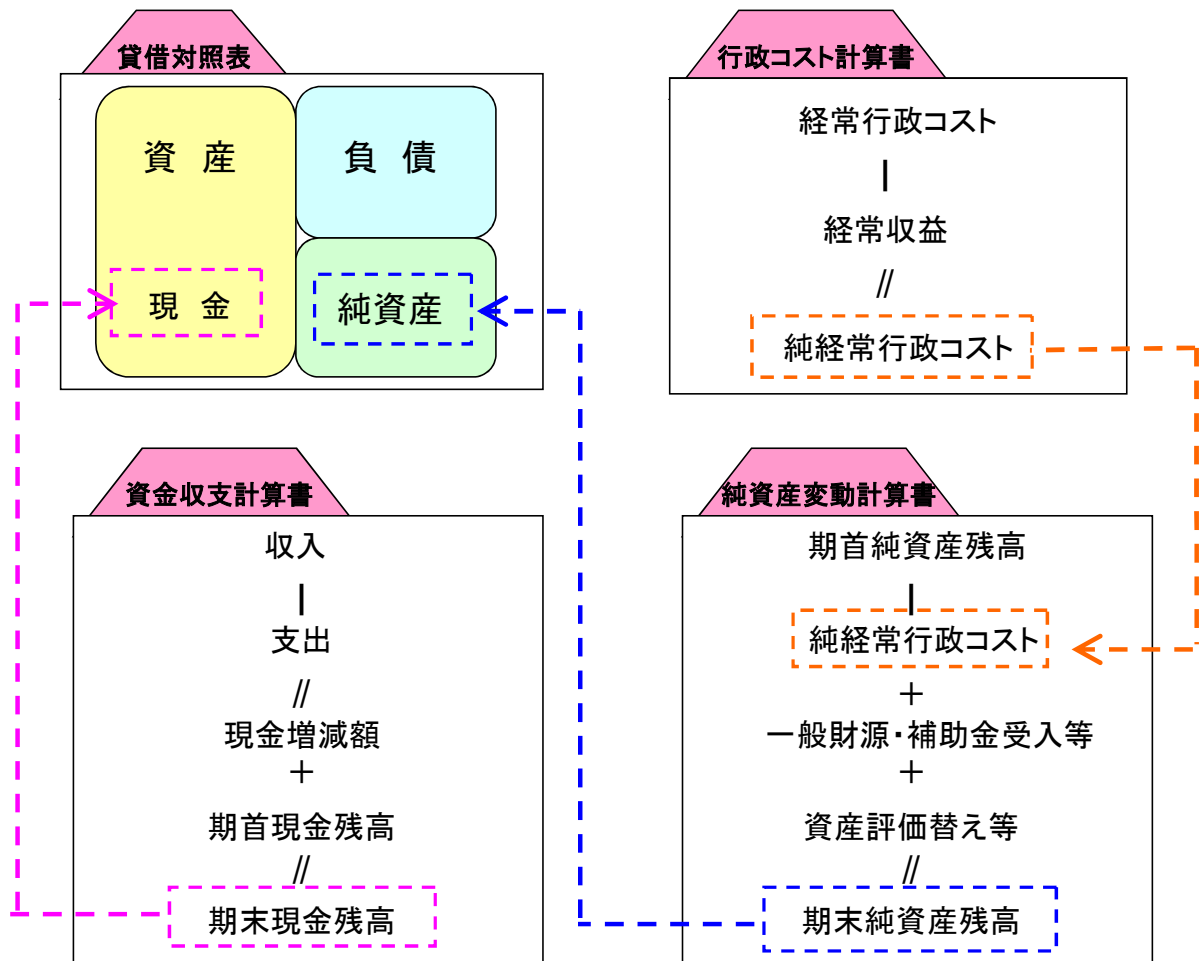 貸借対照表
資 産
負 債
現 金
純資産
行政コスト計算書
経常行政コスト
|
経常収益
//
純経常行政コスト
資金収支計算書
収入
|
支出
//
現金増減額
+
期首現金残高
//
期末現金残高
純資産変動計算書
期首純資産残高
|
純経常行政コスト
+
一般財源・補助金受入等
+
資産評価替え等
//
期末純資産残高